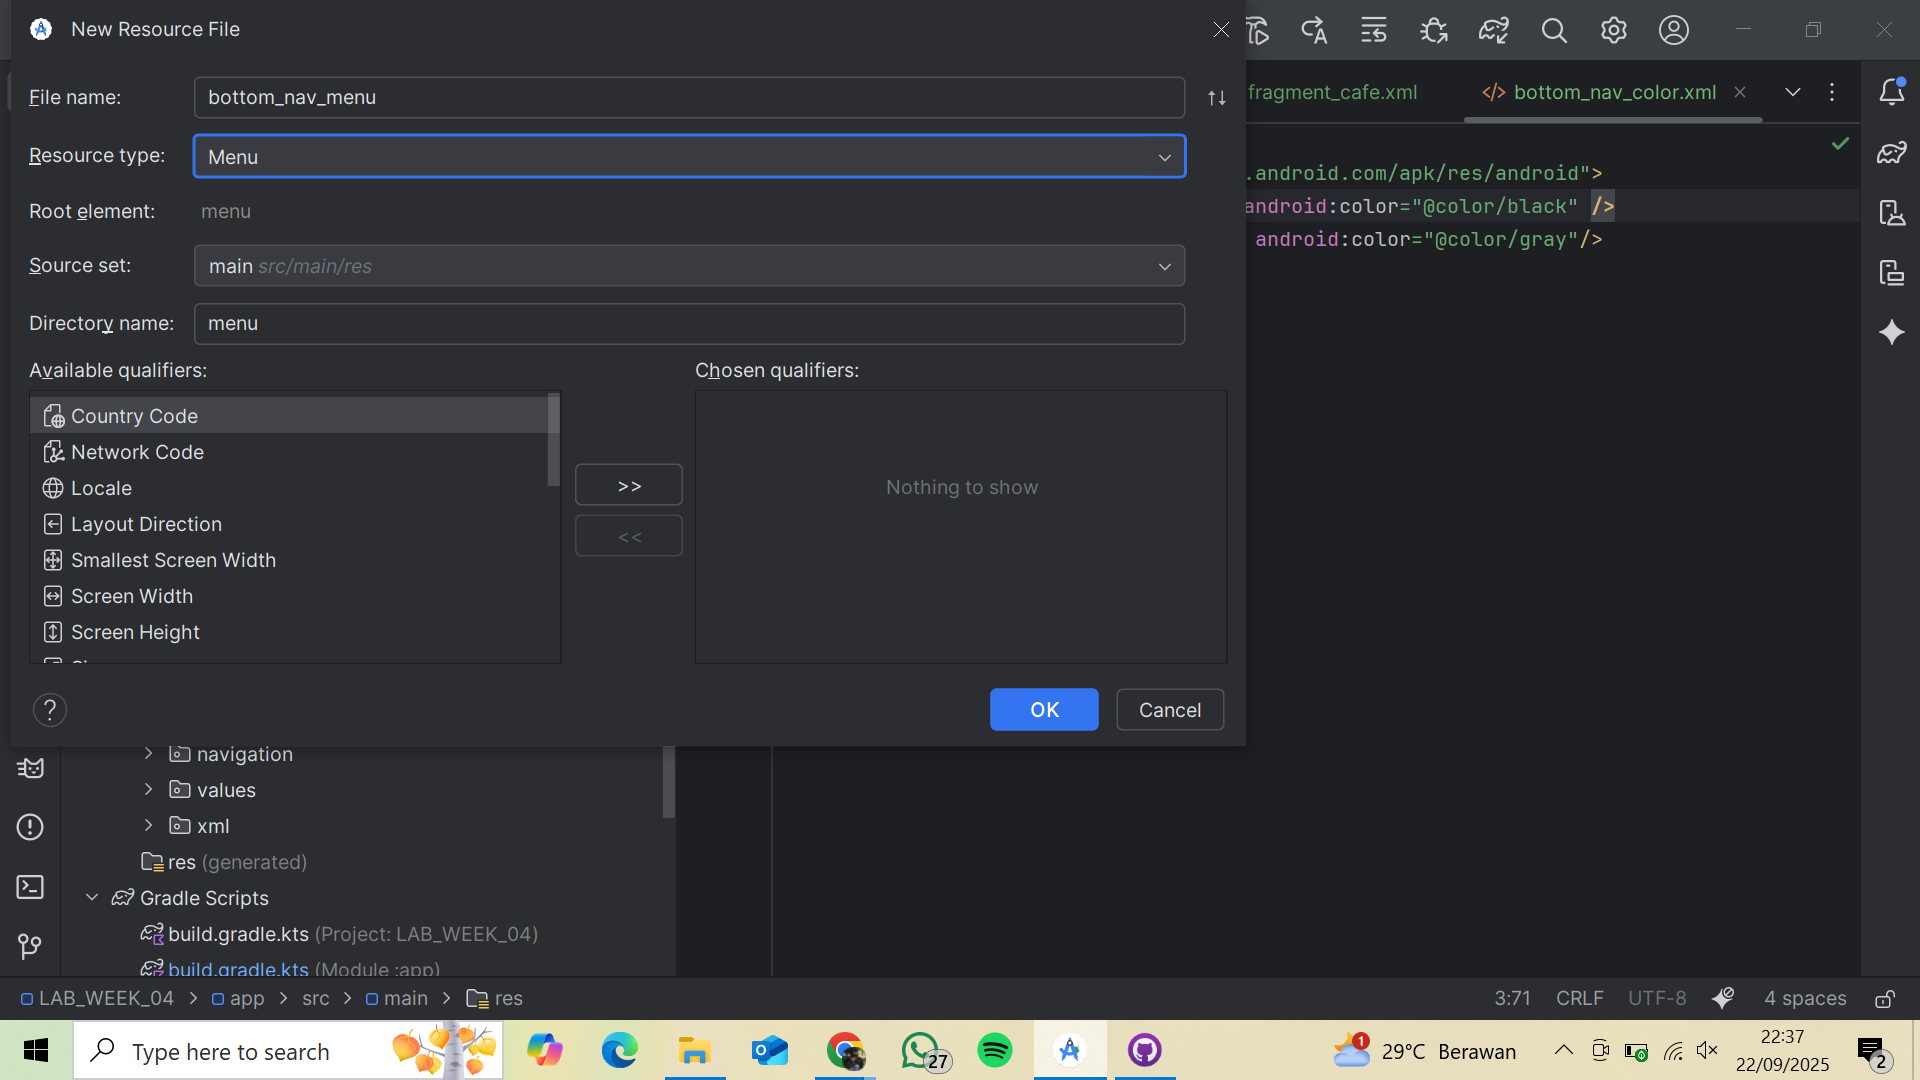 New Resource File
File name:
bottom_nav_menu
Resource type:
Menu
Root element:
menu
Source set:
main src/main/res
Directory name:
menu
Available qualifiers:
Chosen qualifiers:
Country Code
Network Code
Locale
Layout Direction
Smallest Screen Width
Screen Width
Screen Height
>>
<<
Nothing to show
?
OK
Cancel
fragment_cafe.xml
</> bottom_nav_color.xml
.android.com/apk/res/android">
android:color="@color/black" />
android:color="@color/gray"/>
navigation
values
xml
res (generated)
Gradle Scripts
build.gradle.kts (Project: LAB_WEEK_04)
build.gradle.kts (Module :app)
LAB_WEEK_04 > app > src > main > res
3:71 CRLF UTF-8 4 spaces
Type here to search
27
1
29°C Berawan
22:37
22/09/2025
2